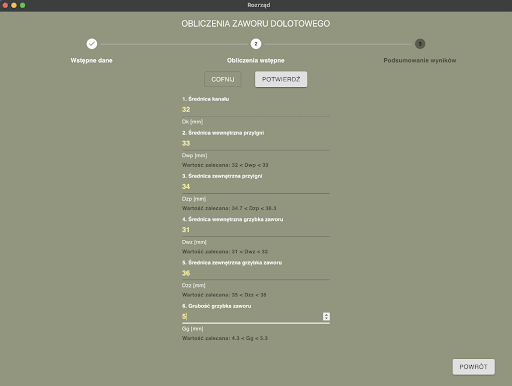 Rozrząd
OBLICZENIA ZAWORU DOLOTOWEGO
2
3
Wstępne dane
Obliczenia wstępne
Podsumowanie wyników
COFNIJ
POTWIERDŹ
1. Średnica kanału
32
Dk [mm]
2. Średnica wewnętrzna przylgni
33
Dwp [mm]
Wartość zalecana: 32 < Dwp < 33
3. Średnica zewnętrzna przylgni
34
Dzp [mm]
Wartość zalecana: 34.7 < Dzp < 38.3
4. Średnica wewnętrzna grzybka zaworu
31
Dwz [mm]
Wartość zalecana: 31 < Dwz < 32
5. Średnica zewnętrzna grzybka zaworu
36
Dzz [mm]
Wartość zalecana: 35 < Dzz < 38
6. Grubość grzybka zaworu
5
Gg [mm]
Wartość zalecana: 4.3 < Gg < 5.3
POWRÓT